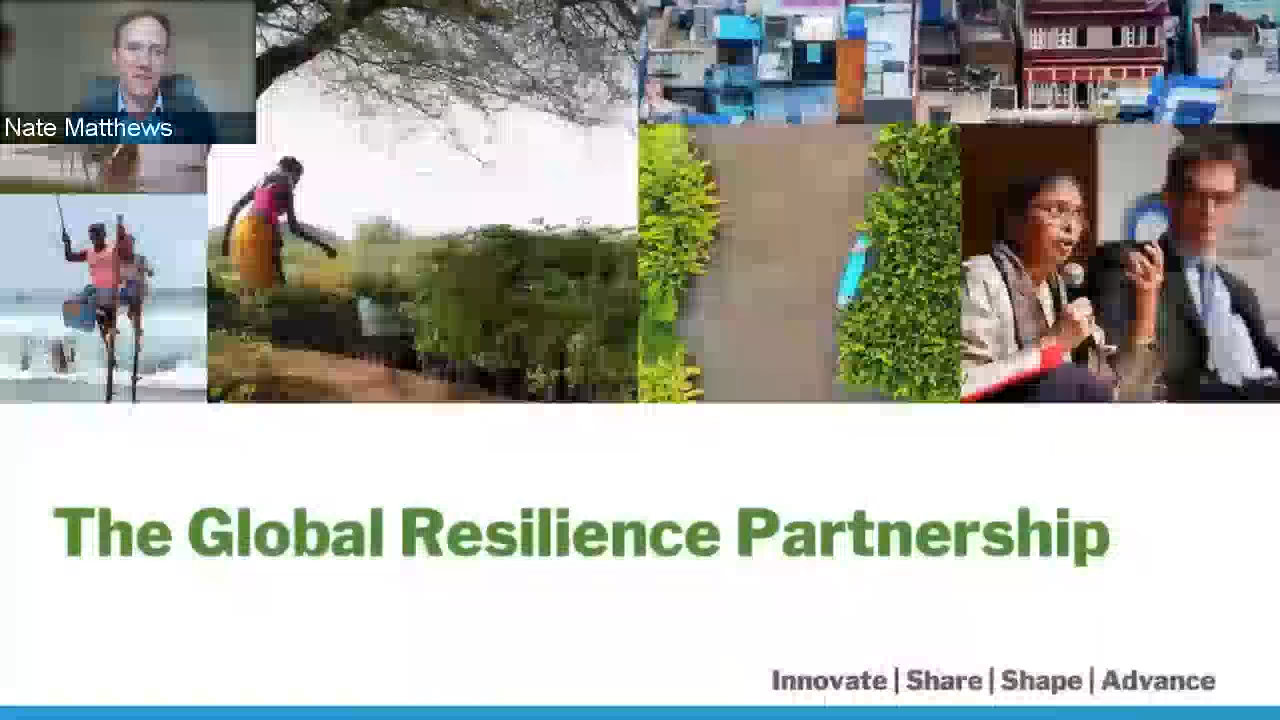 Nate Matthews
The Global Resilience Partnership
Innovate | Share | Shape | Advance